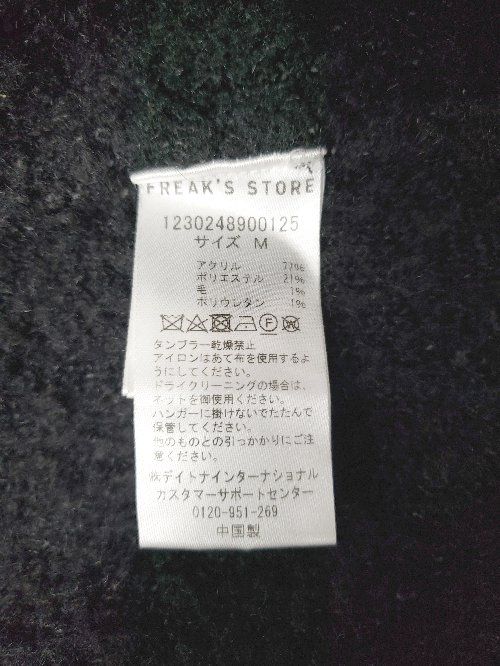 FREAK'S STORE
1230248900125
サイズ M
アクリル 77%
ポリエステル 21%
毛 1%
ポリウレタン 1%
タンブラー乾燥禁止
アイロンはあて布を使用するよ
うにしてください。
ドライクリーニングの場合は、
ネットを御使用ください。
ハンガーに掛けないでたたんで
保管してください。
他のものとの引っかかりにご注
意ください。
㈱デイトナインターナショナル
カスタマーサポートセンター
0120-951-269
中国製